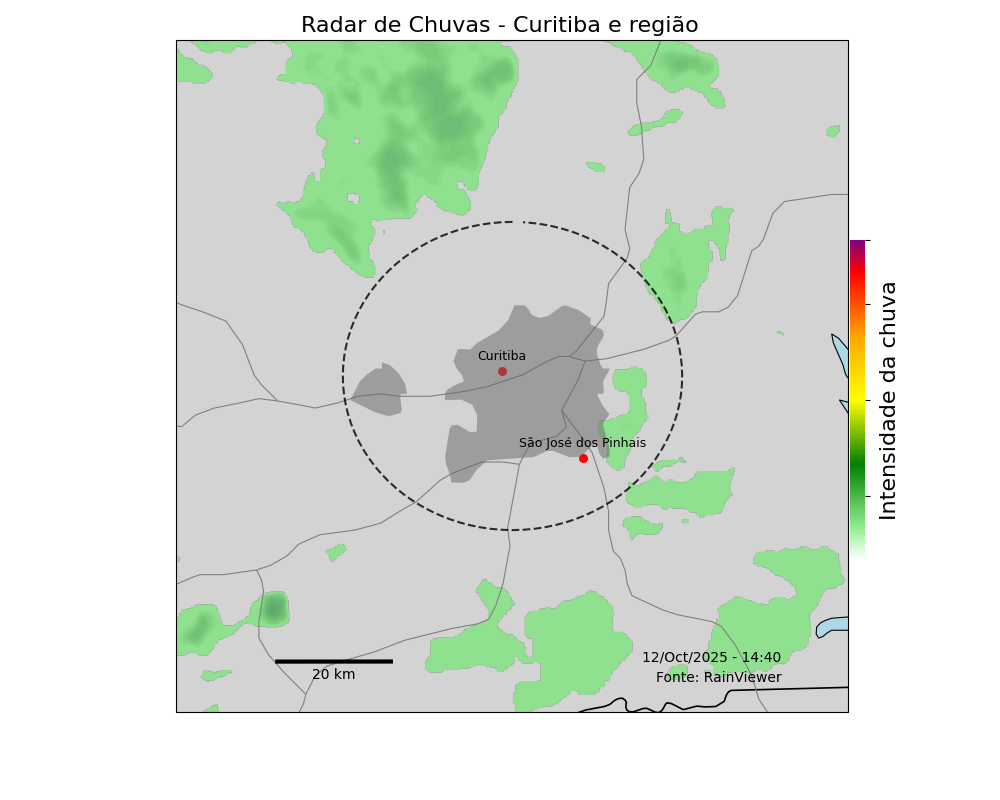 Radar de Chuvas - Curitiba e região
Curitiba
São José dos Pinhais
Intensidade da chuva
12/Oct/2025 - 14:40
Fonte: RainViewer
20 km